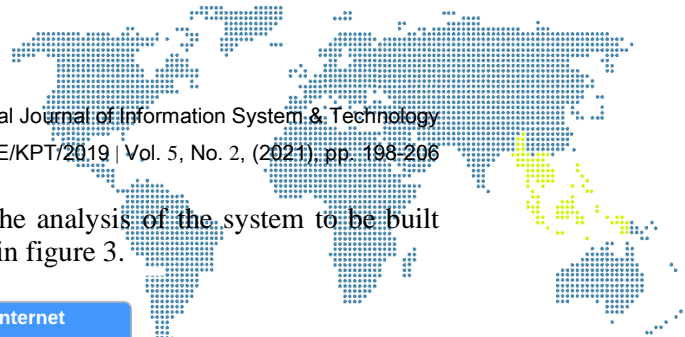 al Journal of Information System & Technology
E/KPT/2019 | Vol. 5, No. 2, (2021), pp. 198-206
he analysis of the system to be built
in figure 3.
nternet